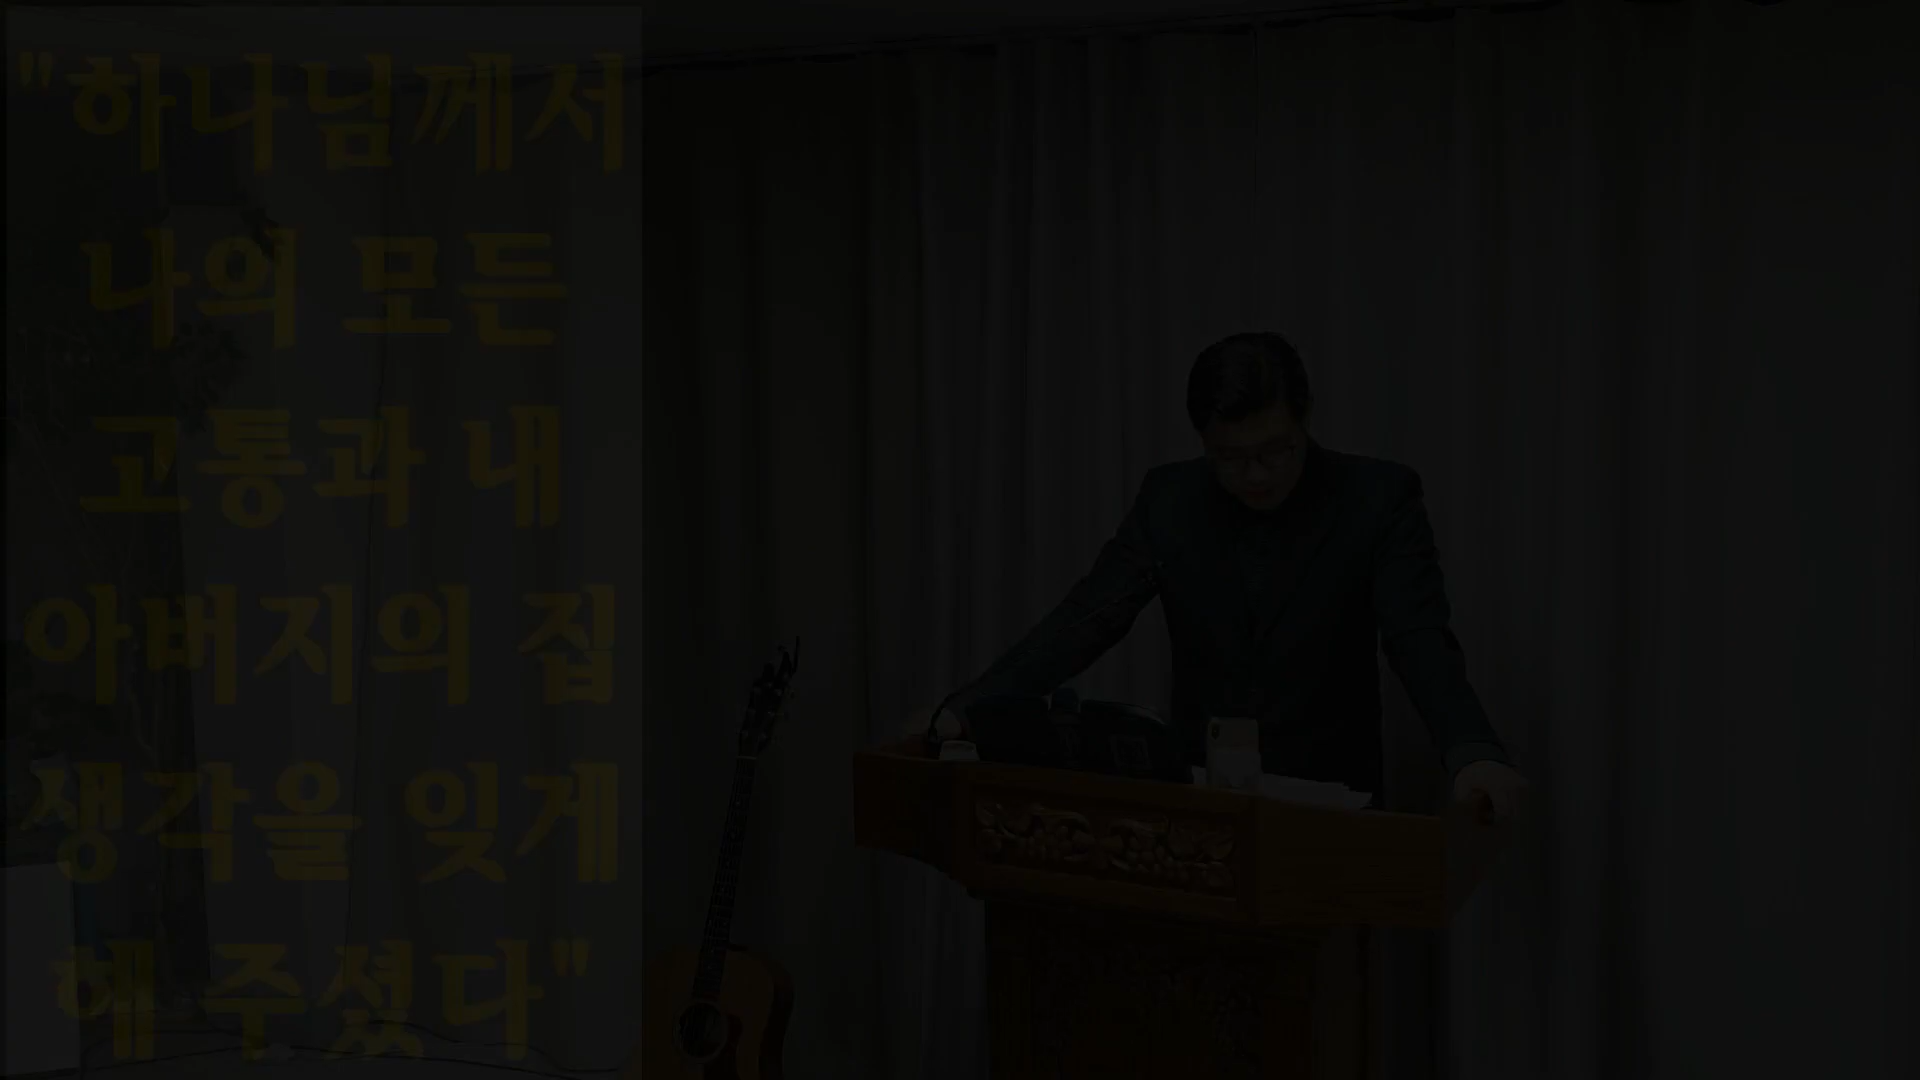 "하나님께서
나의 모든
고통과 내
아버지의 집
생각을 잊게
해 주셨다"